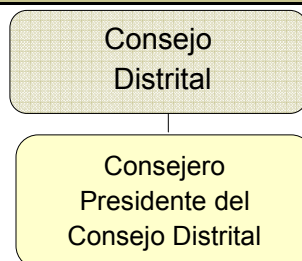 Consejo
Distrital
Consejero
Presidente del
Consejo Distrital